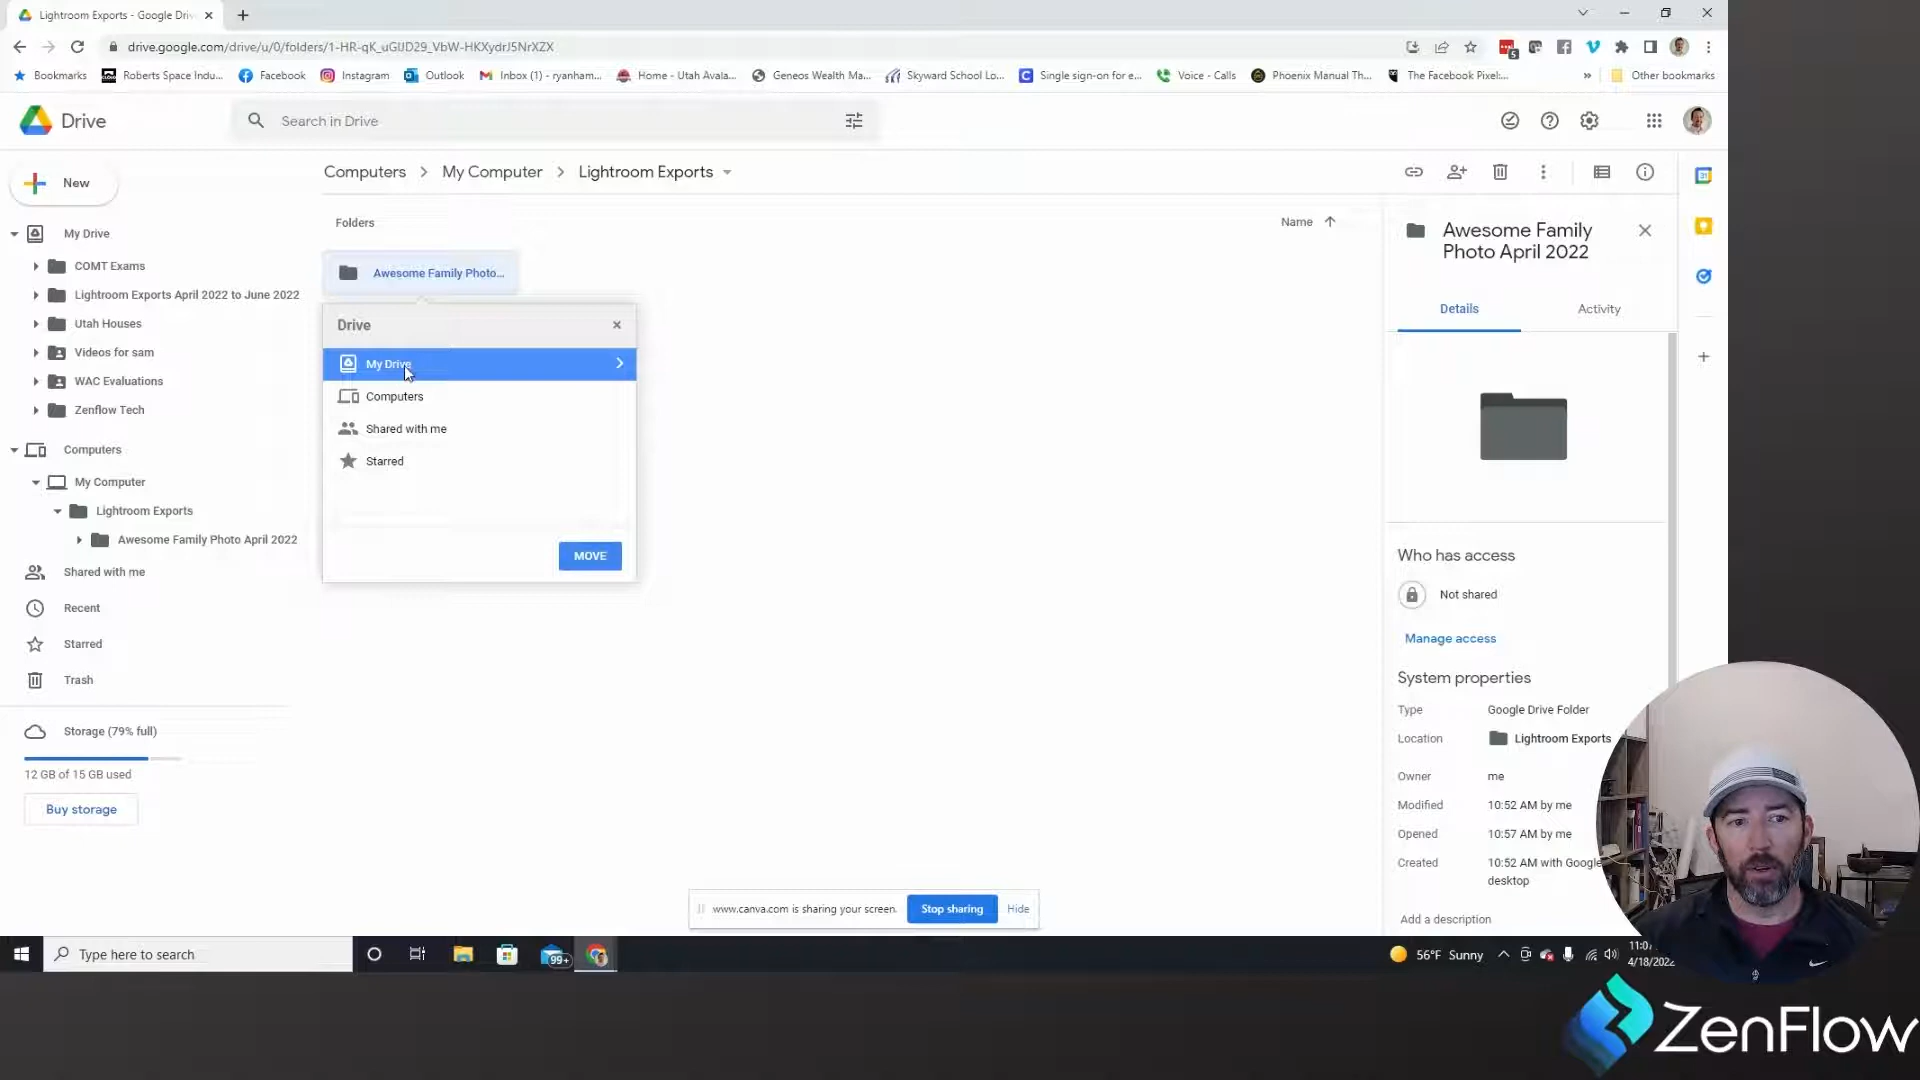 Lightroom Exports - Google Driv
drive.google.com/drive/u/0/folders/1-HR-qK_uGlJD29_VbW-HKXydrJ5NrXZX
5
Bookmarks
Roberts Space Indu...
Facebook
Instagram
Outlook
Inbox (1) - ryanham...
Home - Utah Avala...
Geneos Wealth Ma...
Skyward School Lo...
Single sign-on for e...
Voice - Calls
Phoenix Manual Th...
The Facebook Pixel:...
»
Other bookmarks
Drive
Search in Drive
New
Computers > My Computer > Lightroom Exports
My Drive
COMT Exams
Lightroom Exports April 2022 to June 2022
Utah Houses
Videos for sam
WAC Evaluations
Zenflow Tech
Computers
My Computer
Lightroom Exports
Awesome Family Photo April 2022
Shared with me
Recent
Starred
Trash
Storage (79% full)
12 GB of 15 GB used
Buy storage
Folders
Name
Awesome Family Photo...
Drive
My Drive
Computers
Shared with me
Starred
MOVE
31
Awesome Family
Photo April 2022
Details
Activity
Who has access
Not shared
Manage access
System properties
Type Google Drive Folder
Location Lightroom Exports
Owner me
Modified 10:52 AM by me
Opened 10:57 AM by me
Created 10:52 AM with Google
desktop
Add a description
www.canva.com is sharing your screen.
Stop sharing
Hide
Type here to search
99+
56°F Sunny
11:07
4/18/2022
ZenFlow